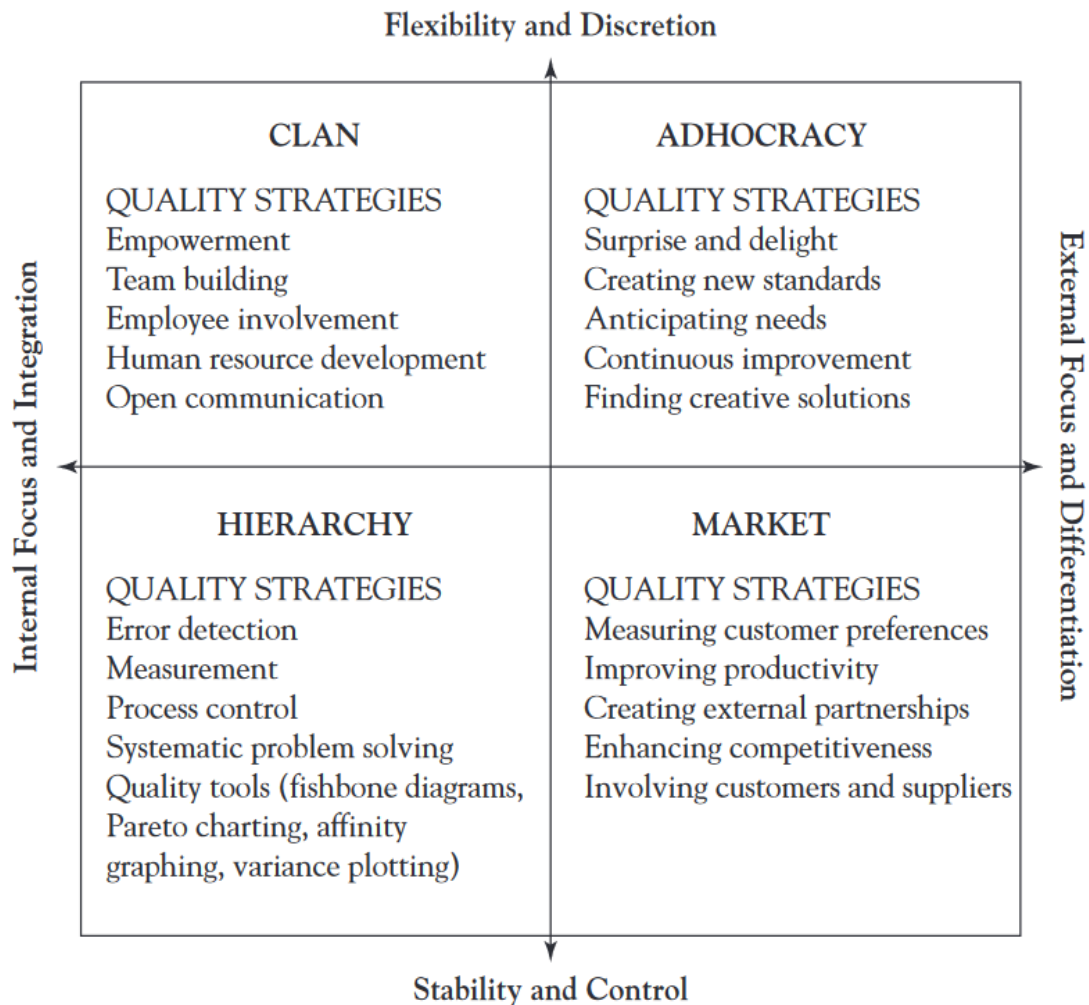 Flexibility and Discretion
Internal Focus and Integration
CLAN
QUALITY STRATEGIES
Empowerment
Team building
Employee involvement
Human resource development
Open communication
ADHOCRACY
QUALITY STRATEGIES
Surprise and delight
Creating new standards
Anticipating needs
Continuous improvement
Finding creative solutions
External Focus and Differentiation
HIERARCHY
QUALITY STRATEGIES
Error detection
Measurement
Process control
Systematic problem solving
Quality tools (fishbone diagrams,
Pareto charting, affinity
graphing, variance plotting)
MARKET
QUALITY STRATEGIES
Measuring customer preferences
Improving productivity
Creating external partnerships
Enhancing competitiveness
Involving customers and suppliers
Stability and Control